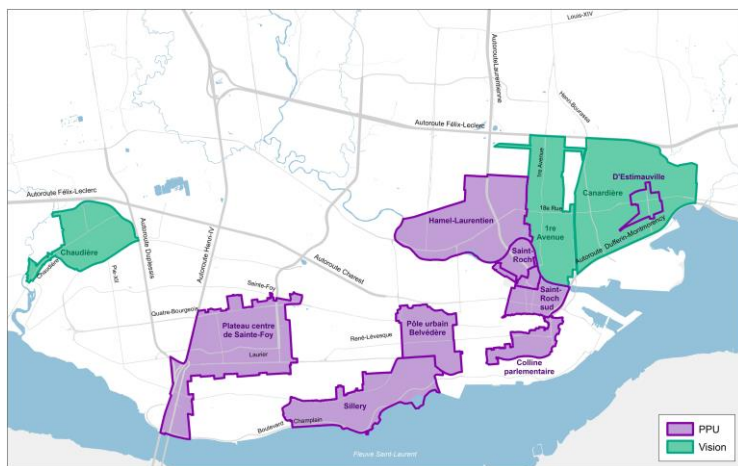 Louis-XIV
Autoroute Laurentienne
Henri-Bourassa
Autoroute Félix-Leclerc
1re Avenue
D'Estimauville
Canardière
18e Rue
Autoroute Félix-Leclerc
Hamel-Laurentien
1re
Avenue
Autoroute Dufferin-Montmorency
Chaudière
Chaudière
Pie-XII
Autoroute Duplessis
Autoroute Henri-IV
Saint-
Roch
Autoroute Charest
Sainte-Foy
Saint-
Roch
sud
Quatre-Bourgeois
Plateau centre
de Sainte-Foy
Pôle urbain
Belvédère
René-Lévesque
Laurier
Colline
parlementaire
Sillery
Boulevard Champlain
Fleuve Saint-Laurent
PPU
Vision